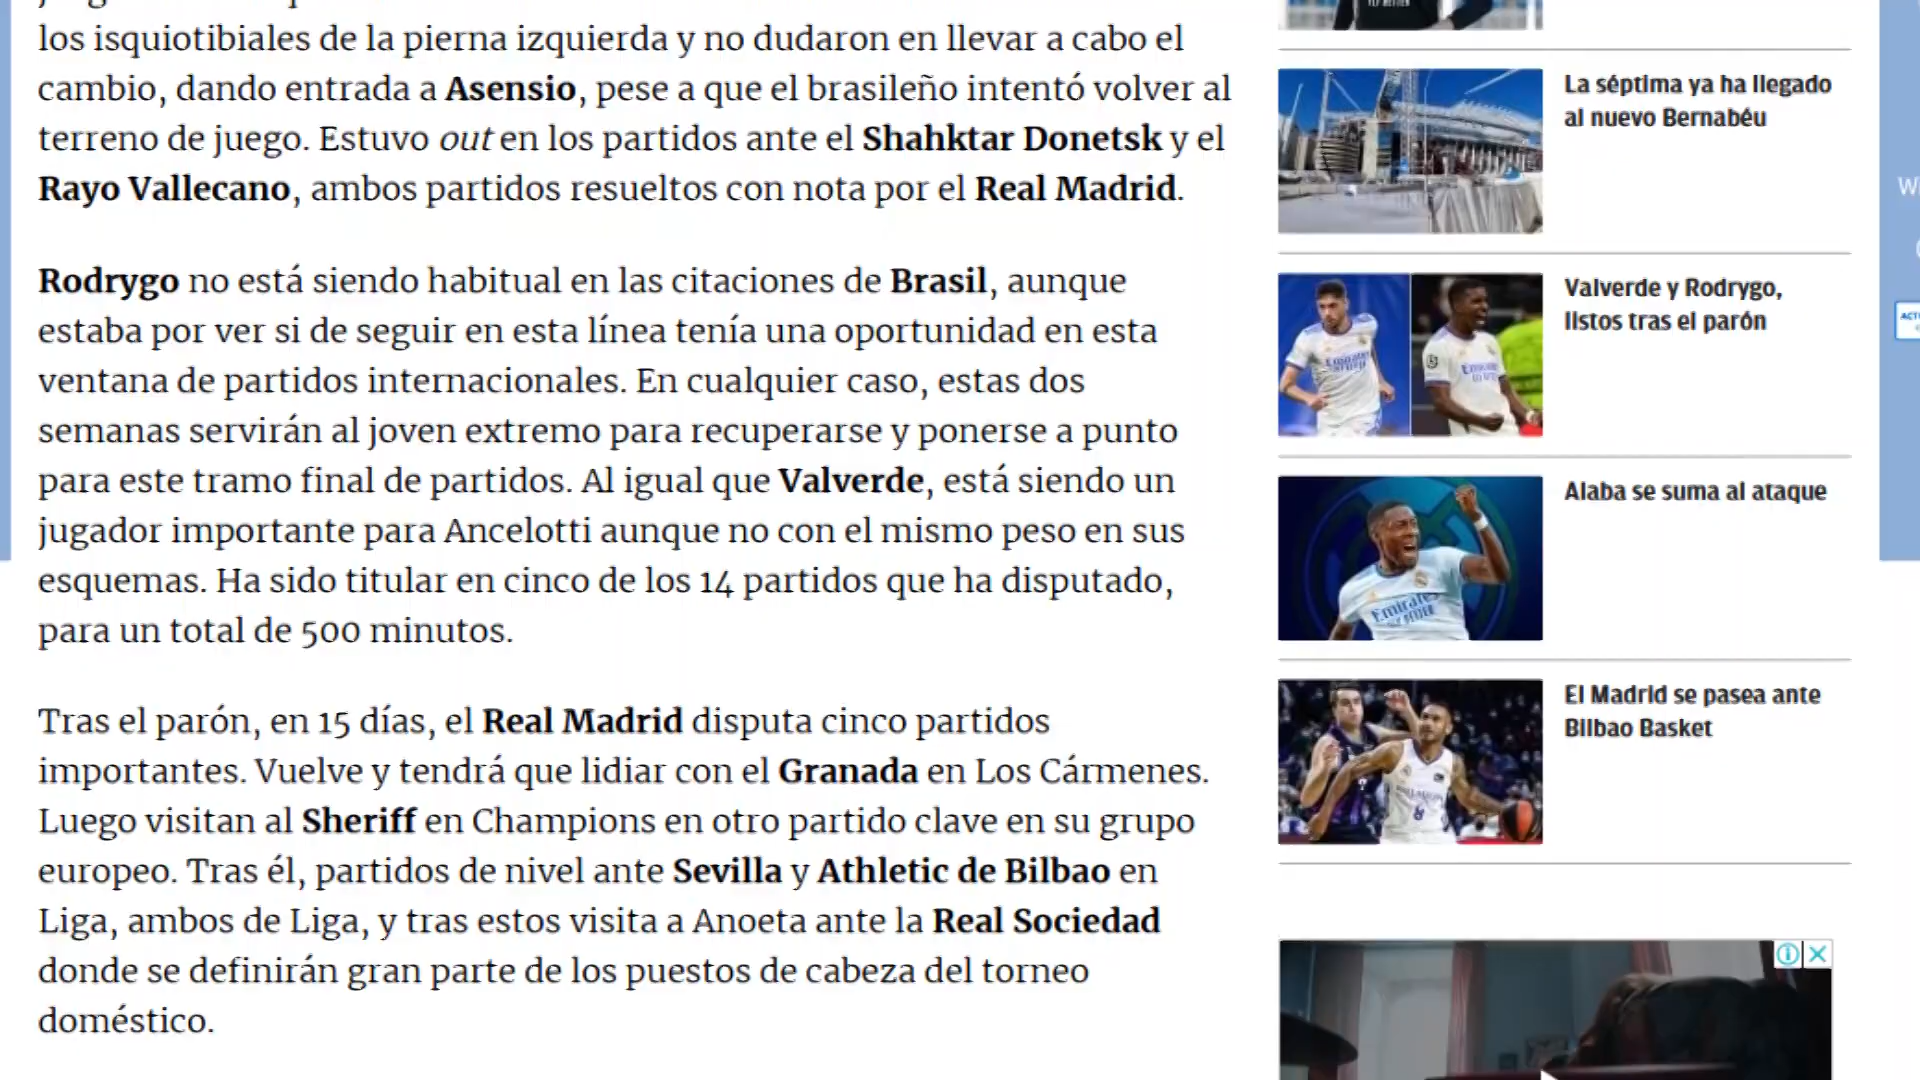 los isquiotibiales de la pierna izquierda y no dudaron en llevar a cabo el
cambio, dando entrada a Asensio, pese a que el brasileño intentó volver al
terreno de juego. Estuvo out en los partidos ante el Shahktar Donetsk y el
Rayo Vallecano, ambos partidos resueltos con nota por el Real Madrid.
Rodrygo no está siendo habitual en las citaciones de Brasil, aunque
estaba por ver si de seguir en esta línea tenía una oportunidad en esta
ventana de partidos internacionales. En cualquier caso, estas dos
semanas servirán al joven extremo para recuperarse y ponerse a punto
para este tramo final de partidos. Al igual que Valverde, está siendo un
jugador importante para Ancelotti aunque no con el mismo peso en sus
esquemas. Ha sido titular en cinco de los 14 partidos que ha disputado,
para un total de 500 minutos.
Tras el parón, en 15 días, el Real Madrid disputa cinco partidos
importantes. Vuelve y tendrá que lidiar con el Granada en Los Cármenes.
Luego visitan al Sheriff en Champions en otro partido clave en su grupo
europeo. Tras él, partidos de nivel ante Sevilla y Athletic de Bilbao en
Liga, ambos de Liga, y tras estos visita a Anoeta ante la Real Sociedad
donde se definirán gran parte de los puestos de cabeza del torneo
doméstico.
La séptima ya ha llegado
al nuevo Bernabéu
Valverde y Rodrygo,
listos tras el parón
Emirates
Alaba se suma al ataque
Emirates
FLY BETTER
El Madrid se pasea ante
Bilbao Basket